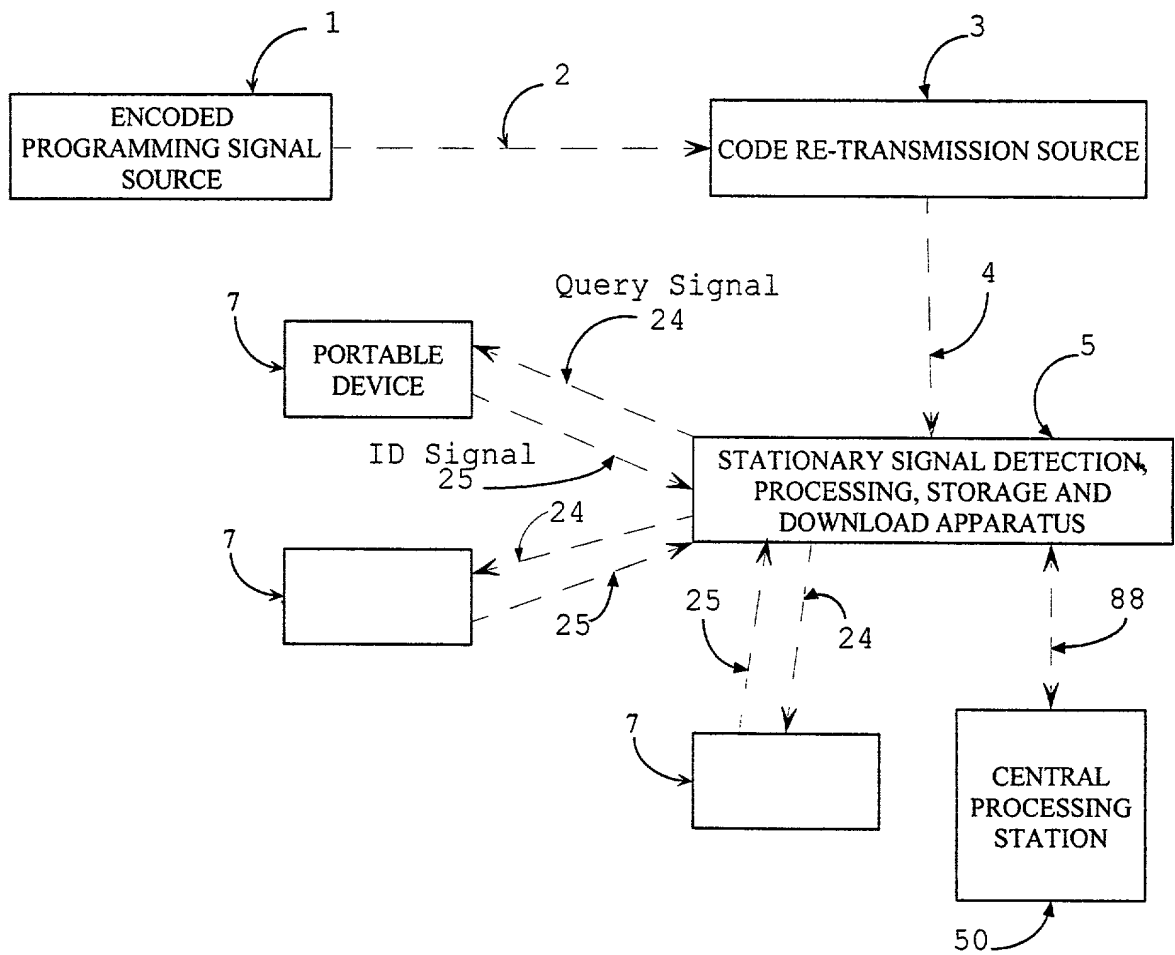 1
3
2
ENCODED
PROGRAMMING SIGNAL
SOURCE
CODE RE-TRANSMISSION SOURCE
4
Query Signal
24
7
PORTABLE
DEVICE
5
ID Signal
25
STATIONARY SIGNAL DETECTION,
PROCESSING, STORAGE AND
DOWNLOAD APPARATUS
24
7
25
25
24
88
7
CENTRAL
PROCESSING
STATION
50